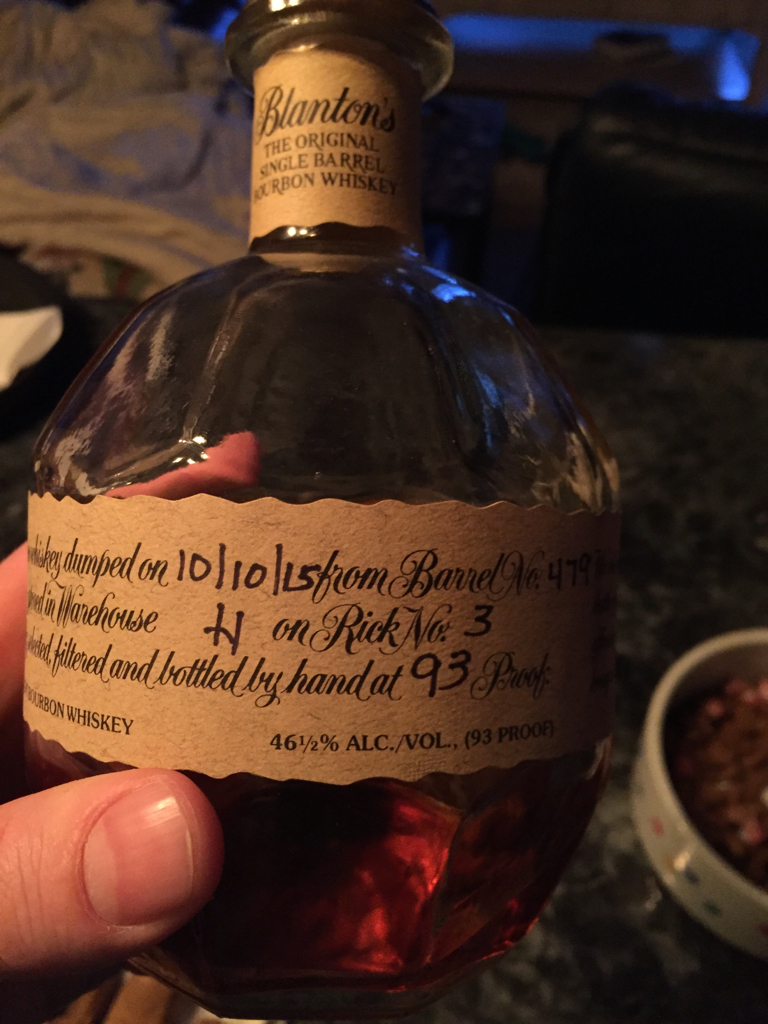 Blanton's
THE ORIGINAL
SINGLE BARREL
BOURBON WHISKEY
dumped on 10/10/15 from Barrel No. 479
in Warehouse H on Rick No. 3
filtered and bottled by hand at 93 Proof.
BOURBON WHISKEY
46½% ALC./VOL., (93 PROOF)